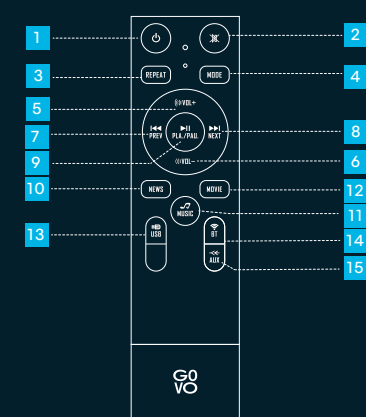 1
2
3
REPEAT
MODE
4
5
VOL+
7
PREV
PLA./PAU.
NEXT
8
9
VOL-
6
10
NEWS
MOVIE
12
MUSIC
11
13
USB
BT
14
AUX
15
GO
VO